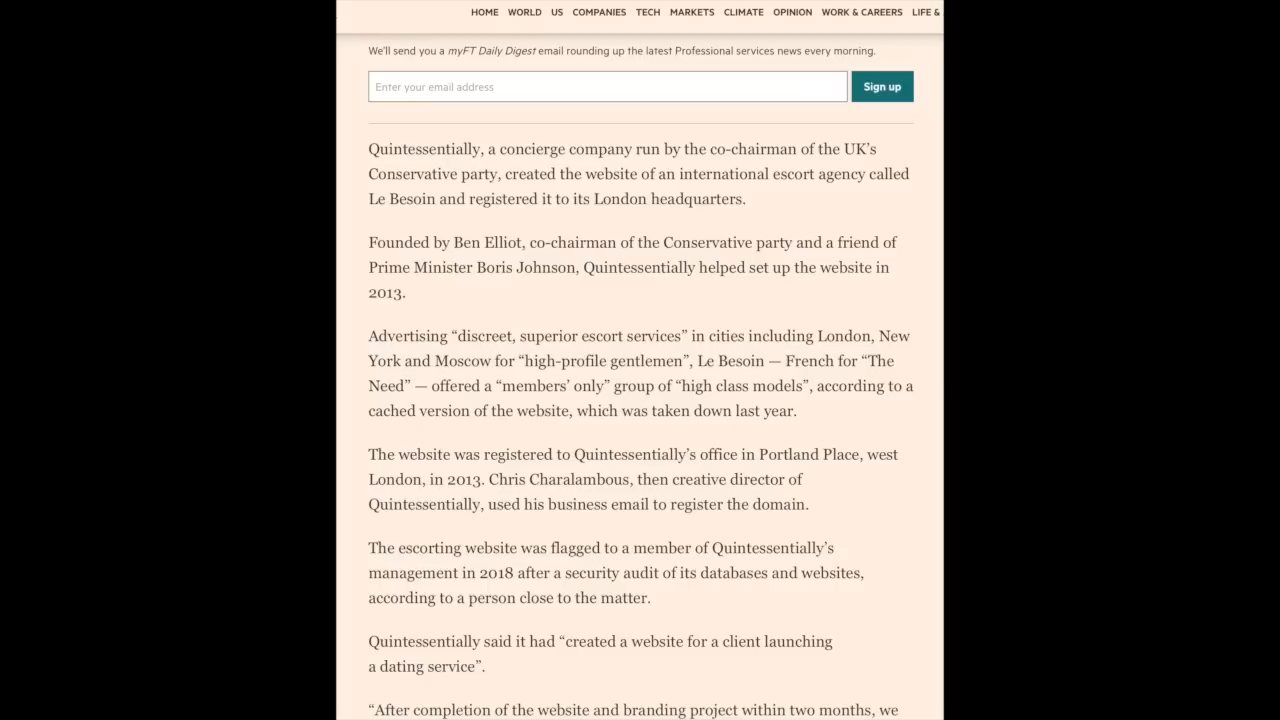 HOME WORLD US COMPANIES TECH MARKETS CLIMATE OPINION WORK & CAREERS LIFE &
We'll send you a myFT Daily Digest email rounding up the latest Professional services news every morning.
Enter your email address
Sign up
Quintessentially, a concierge company run by the co-chairman of the UK’s
Conservative party, created the website of an international escort agency called
Le Besoin and registered it to its London headquarters.
Founded by Ben Elliot, co-chairman of the Conservative party and a friend of
Prime Minister Boris Johnson, Quintessentially helped set up the website in
2013.
Advertising “discreet, superior escort services” in cities including London, New
York and Moscow for “high-profile gentlemen”, Le Besoin — French for “The
Need” — offered a “members’ only” group of “high class models”, according to a
cached version of the website, which was taken down last year.
The website was registered to Quintessentially’s office in Portland Place, west
London, in 2013. Chris Charalambous, then creative director of
Quintessentially, used his business email to register the domain.
The escorting website was flagged to a member of Quintessentially’s
management in 2018 after a security audit of its databases and websites,
according to a person close to the matter.
Quintessentially said it had “created a website for a client launching
a dating service”.
“After completion of the website and branding project within two months, we